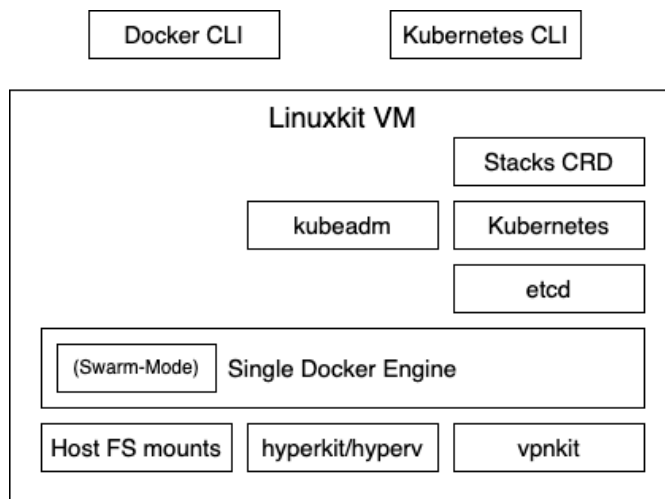 Docker CLI
Kubernetes CLI
Linuxkit VM
Stacks CRD
kubeadm
Kubernetes
etcd
(Swarm-Mode)
Single Docker Engine
Host FS mounts
hyperkit/hyperv
vpnkit